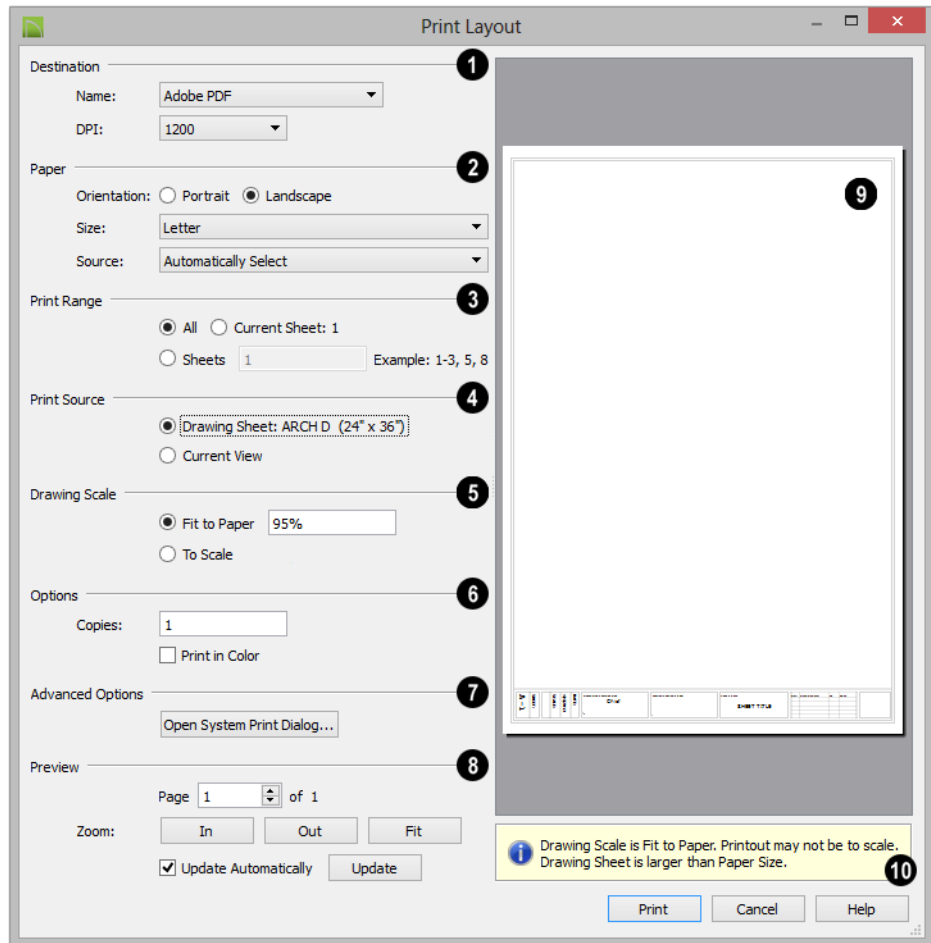 Print Layout
Destination
1
Name: Adobe PDF
DPI: 1200
Paper
2
Orientation: Portrait Landscape
Size: Letter
Source: Automatically Select
Print Range
3
All Current Sheet: 1
Sheets 1 Example: 1-3, 5, 8
Print Source
4
Drawing Sheet: ARCH D (24" x 36")
Current View
Drawing Scale
5
Fit to Paper 95%
To Scale
Options
6
Copies: 1
Print in Color
Advanced Options
7
Open System Print Dialog...
Preview
8
Page 1 of 1
Zoom: In Out Fit
Update Automatically Update
9
A-1
Chief
SHEET TITLE
Drawing Scale is Fit to Paper. Printout may not be to scale.
Drawing Sheet is larger than Paper Size.
10
Print Cancel Help